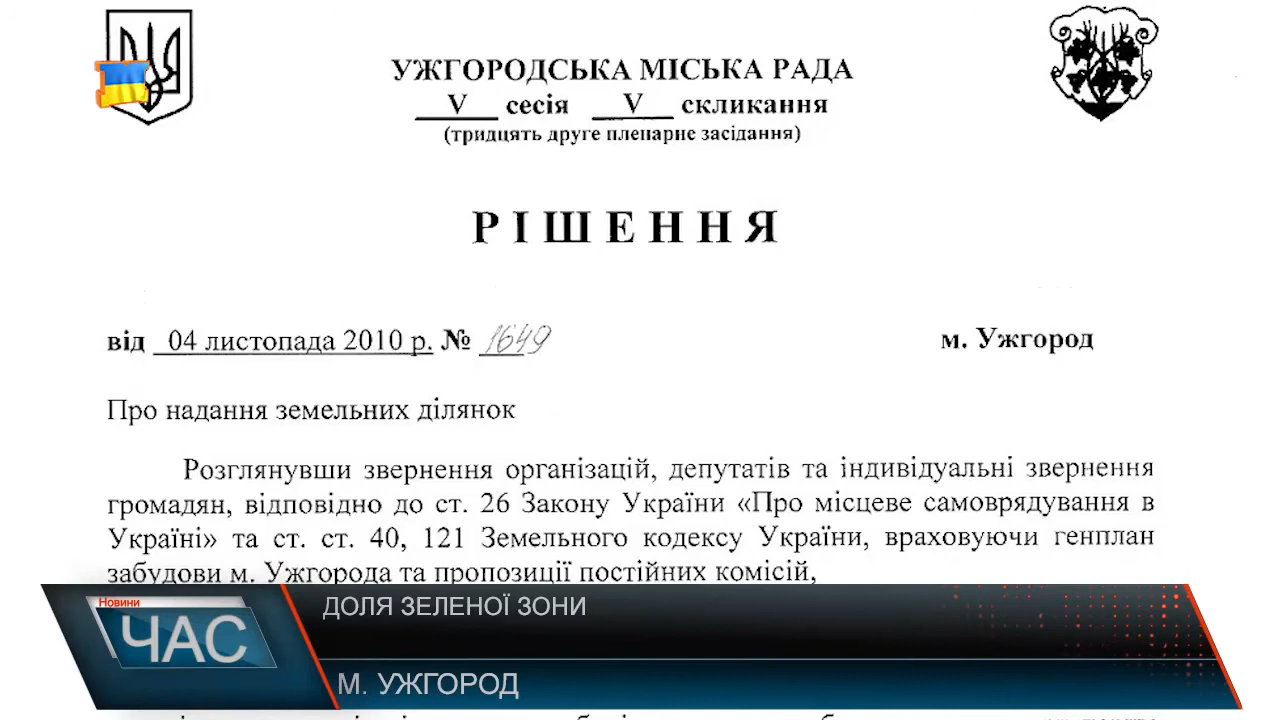 УЖГОРОДСЬКА МІСЬКА РАДА
V сесія V скликання
(тридцять друге пленарне засідання)
РІШЕННЯ
від 04 листопада 2010 р. № 1649 м. Ужгород
Про надання земельних ділянок
Розглянувши звернення організацій, депутатів та індивідуальні звернення
громадян, відповідно до ст. 26 Закону України «Про місцеве самоврядування в
Україні» та ст. ст. 40, 121 Земельного кодексу України, враховуючи генплан
забудови м. Ужгорода та пропозиції постійних комісій,
Новини
ЧАС
ДОЛЯ ЗЕЛЕНОЇ ЗОНИ
М. УЖГОРОД